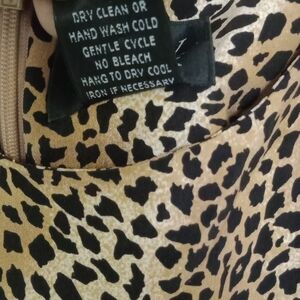 DRY CLEAN OR
HAND WASH COLD
GENTLE CYCLE
NO BLEACH
HANG TO DRY COOL
IRON IF NECESSARY